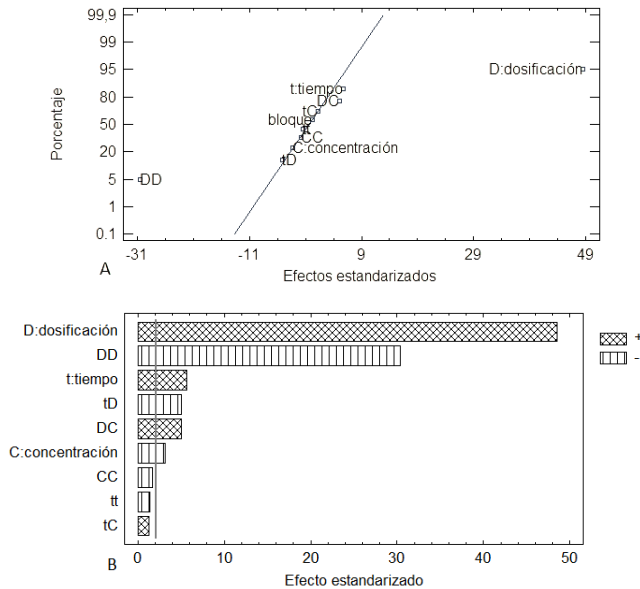 99,9
99
95
80
50
20
5
1
0.1
Porcentaje
D:dosificación
t:tiempo
DC
tC
bloque
tt
CC
C:concentración
tD
DD
-31 -11 9 29 49
Efectos estandarizados
A
D:dosificación
DD
t:tiempo
tD
DC
C:concentración
CC
tt
tC
+
-
0 10 20 30 40 50
Efecto estandarizado
B